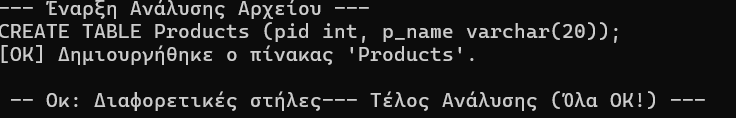 --- Έναρξη Ανάλυσης Αρχείου ---
CREATE TABLE Products (pid int, p_name varchar(20));
[OK] Δημιουργήθηκε ο πίνακας 'Products'.
-- Οκ: Διαφορετικές στήλες--- Τέλος Ανάλυσης (Όλα OK!) ---